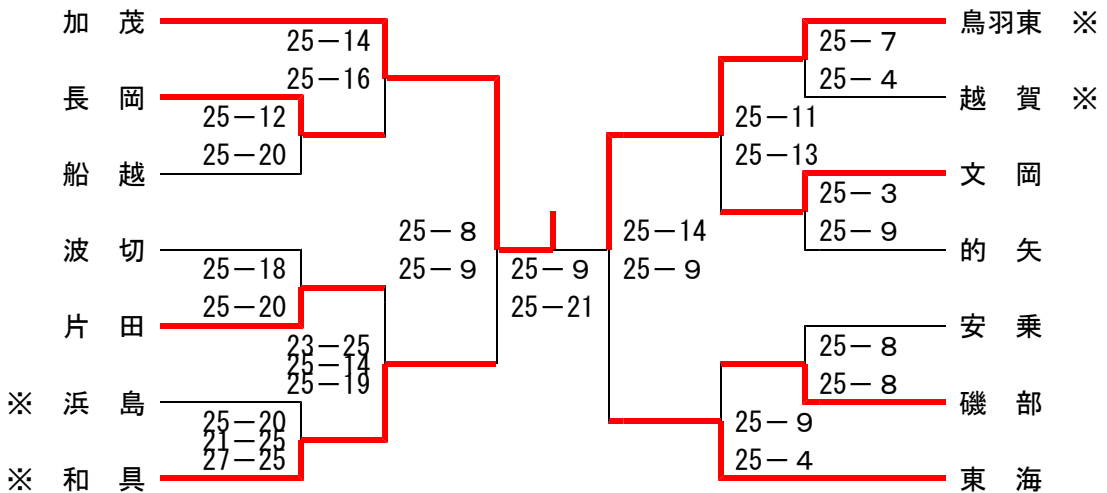 加　茂
25－14
25－16
長　岡
25－12
25－20
船　越
波　切
25－18
25－20
片　田
23－25
25－14
25－19
※　浜　島
25－20
21－25
27－25
※　和　具
25－８
25－９
25－９
25－21
25－14
25－９
鳥羽東　※
25－７
25－４
越　賀　※
25－11
25－13
文　岡
25－３
25－９
的　矢
安　乗
25－８
25－８
磯　部
25－９
25－４
東　海